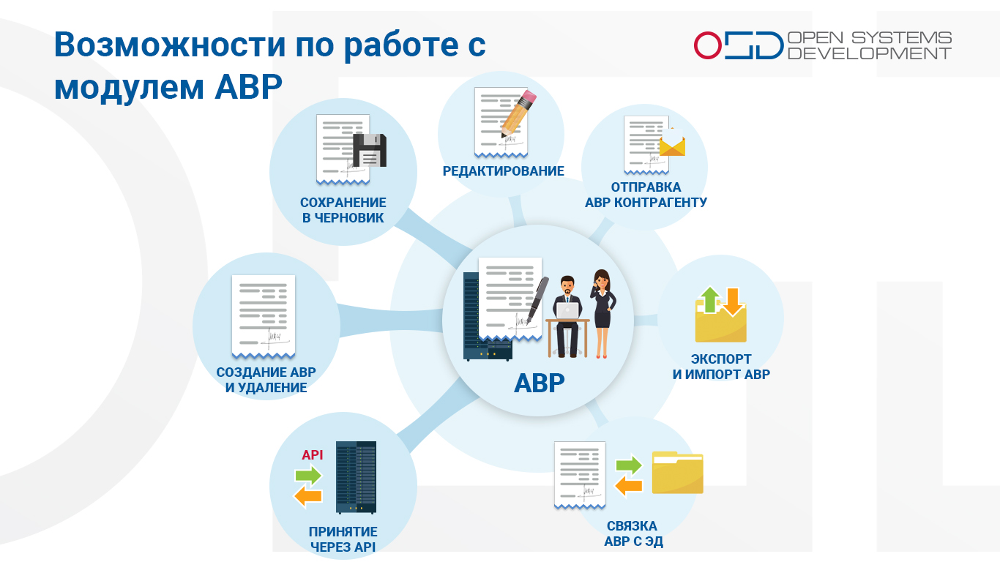 Возможности по работе с
модулем АВР
OSD OPEN SYSTEMS
DEVELOPMENT
РЕДАКТИРОВАНИЕ
ОТПРАВКА
АВР КОНТРАГЕНТУ
СОХРАНЕНИЕ
В ЧЕРНОВИК
ЭКСПОРТ
И ИМПОРТ АВР
СОЗДАНИЕ АВР
И УДАЛЕНИЕ
АВР
API
ПРИНЯТИЕ
ЧЕРЕЗ API
СВЯЗКА
АВР С ЭД